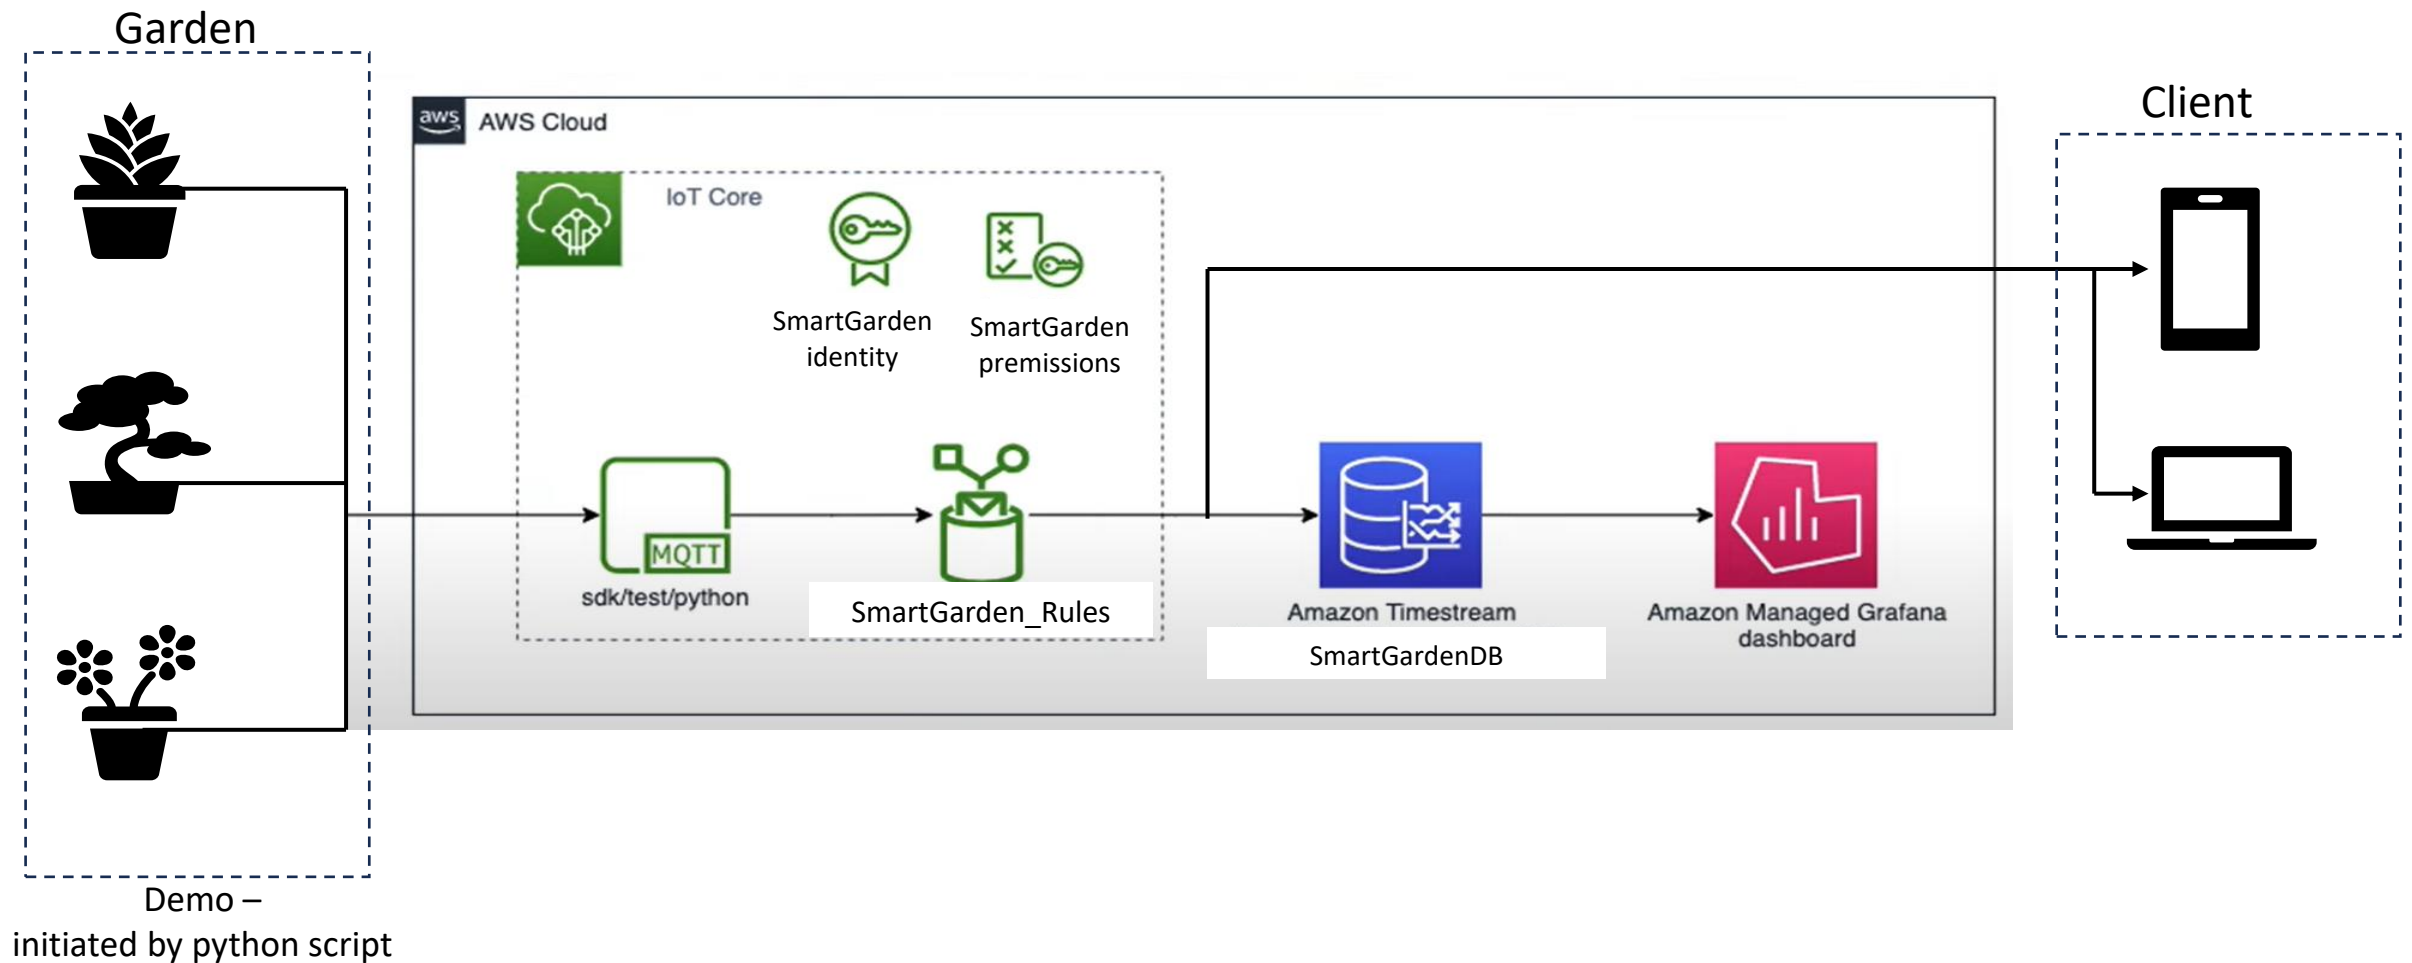 Garden
Client
aws
AWS Cloud
IoT Core
SmartGarden
identity
SmartGarden
premissions
MQTT
sdk/test/python
SmartGarden_Rules
Amazon Timestream
SmartGardenDB
Amazon Managed Grafana
dashboard
Demo –
initiated by python script